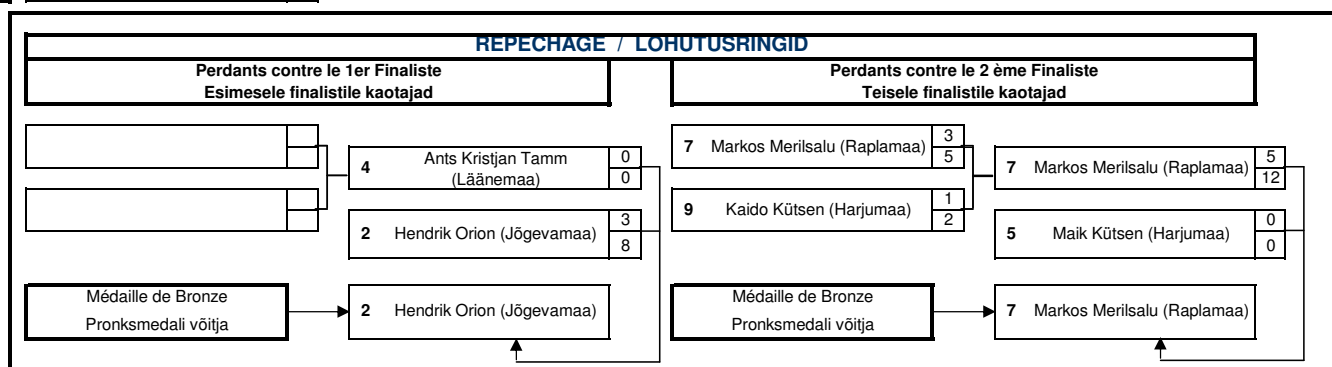 REPECHAGE / LOHUTUSRINGID
Perdants contre le 1er Finaliste
Esimesele finalistile kaotajad
Perdants contre le 2 ème Finaliste
Teisele finalistile kaotajad
4 Ants Kristjan Tamm (Läänemaa) 0 0
2 Hendrik Orion (Jõgevamaa) 3 8
7 Markos Merilsalu (Raplamaa) 3 5
9 Kaido Kütsen (Harjumaa) 1 2
7 Markos Merilsalu (Raplamaa) 5 12
5 Maik Kütsen (Harjumaa) 0 0
Médaille de Bronze
Pronksmedali võitja
2 Hendrik Orion (Jõgevamaa)
Médaille de Bronze
Pronksmedali võitja
7 Markos Merilsalu (Raplamaa)